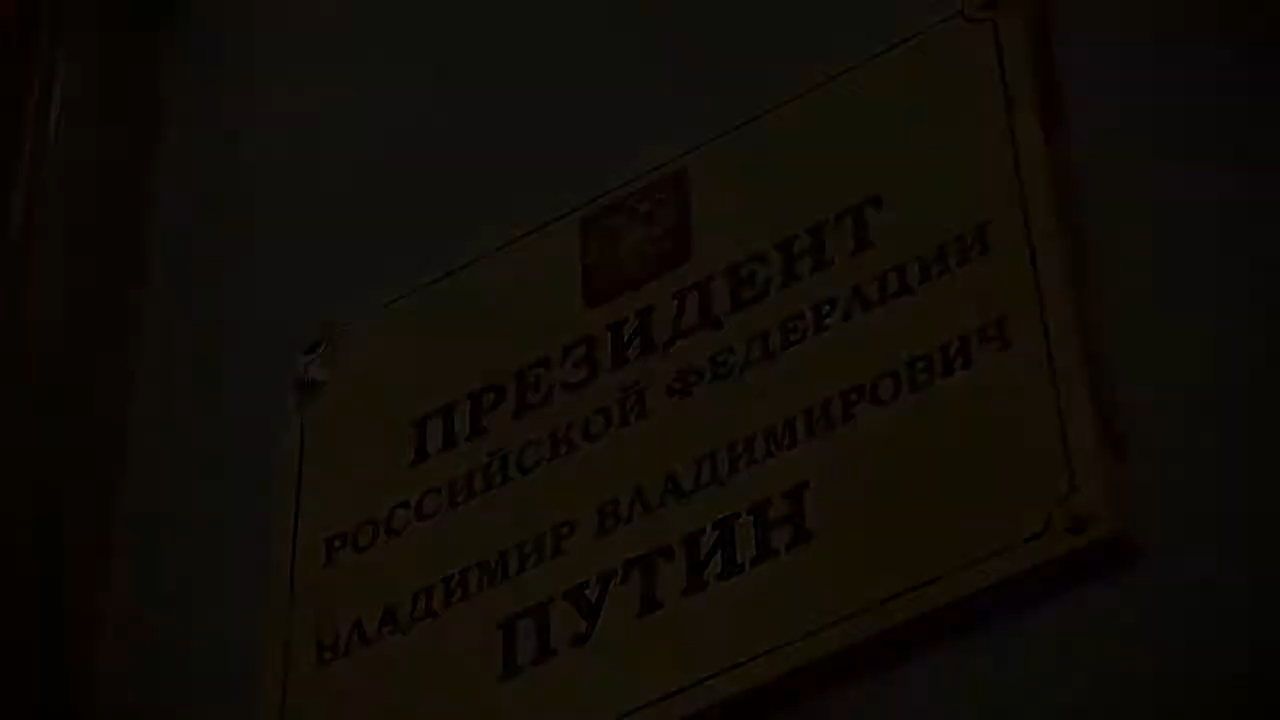 ПРЕЗИДЕНТ
РОССИЙСКОЙ ФЕДЕРАЦИИ
ВЛАДИМИР ВЛАДИМИРОВИЧ
ПУТИН